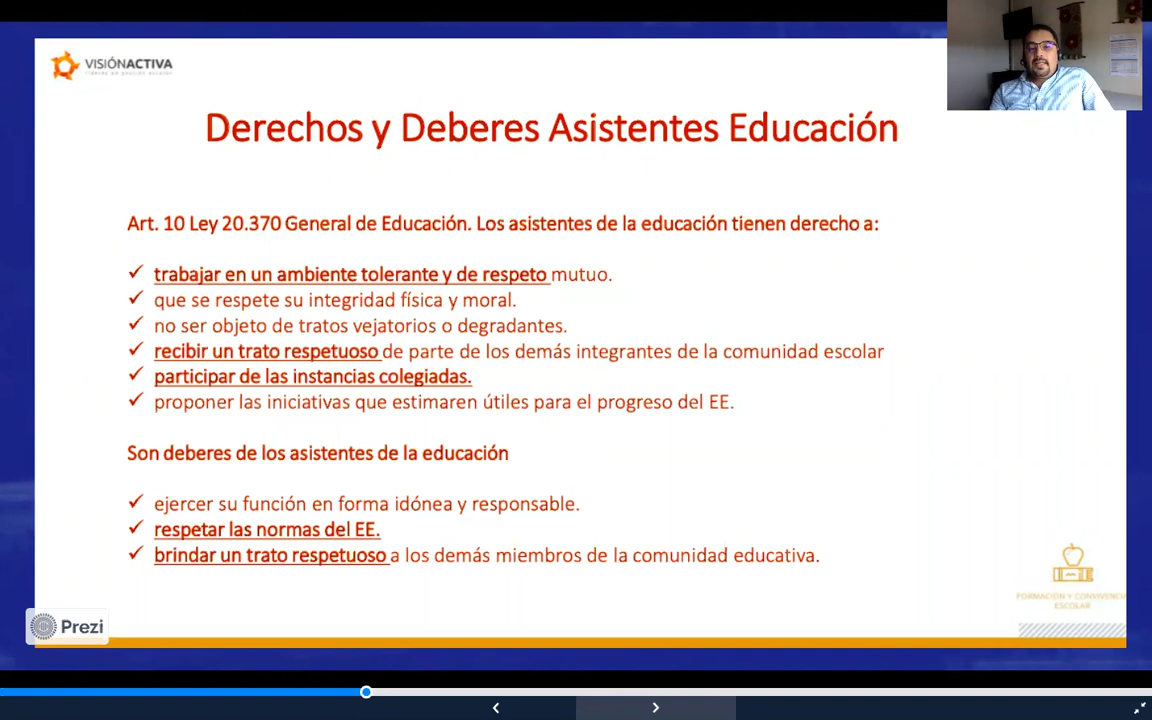 VISIÓNACTIVA
Derechos y Deberes Asistentes Educación
Art. 10 Ley 20.370 General de Educación. Los asistentes de la educación tienen derecho a:
✓ trabajar en un ambiente tolerante y de respeto mutuo.
✓ que se respete su integridad física y moral.
✓ no ser objeto de tratos vejatorios o degradantes.
✓ recibir un trato respetuoso de parte de los demás integrantes de la comunidad escolar
✓ participar de las instancias colegiadas.
✓ proponer las iniciativas que estimaren útiles para el progreso del EE.
Son deberes de los asistentes de la educación
✓ ejercer su función en forma idónea y responsable.
✓ respetar las normas del EE.
✓ brindar un trato respetuoso a los demás miembros de la comunidad educativa.
FORMACIÓN Y CONVIVENCIA
ESCOLAR
Prezi